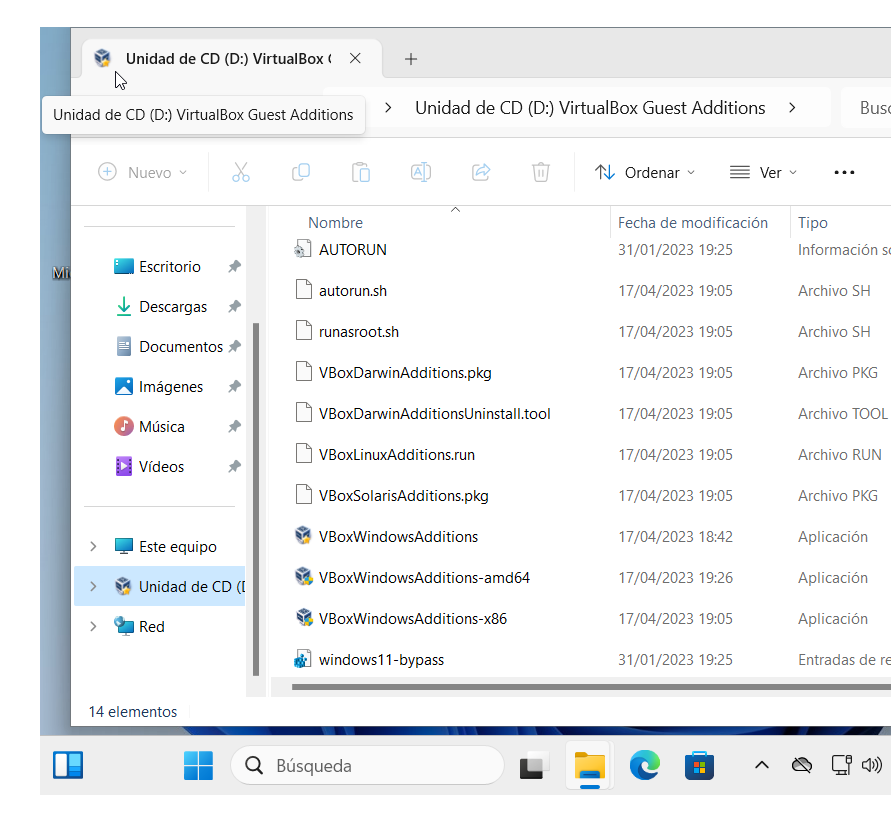 Unidad de CD (D:) VirtualBox
Unidad de CD (D:) VirtualBox Guest Additions
Unidad de CD (D:) VirtualBox Guest Additions
Nuevo
Ordenar
Ver
Nombre
Fecha de modificación
Tipo
AUTORUN 31/01/2023 19:25 Información
autorun.sh 17/04/2023 19:05 Archivo SH
runasroot.sh 17/04/2023 19:05 Archivo SH
VBoxDarwinAdditions.pkg 17/04/2023 19:05 Archivo PKG
VBoxDarwinAdditionsUninstall.tool 17/04/2023 19:05 Archivo TOOL
VBoxLinuxAdditions.run 17/04/2023 19:05 Archivo RUN
VBoxSolarisAdditions.pkg 17/04/2023 19:05 Archivo PKG
VBoxWindowsAdditions 17/04/2023 18:42 Aplicación
VBoxWindowsAdditions-amd64 17/04/2023 19:26 Aplicación
VBoxWindowsAdditions-x86 17/04/2023 19:05 Aplicación
windows11-bypass 31/01/2023 19:25 Entradas de
Escritorio
Descargas
Documentos
Imágenes
Música
Vídeos
Este equipo
Unidad de CD
Red
14 elementos
Búsqueda